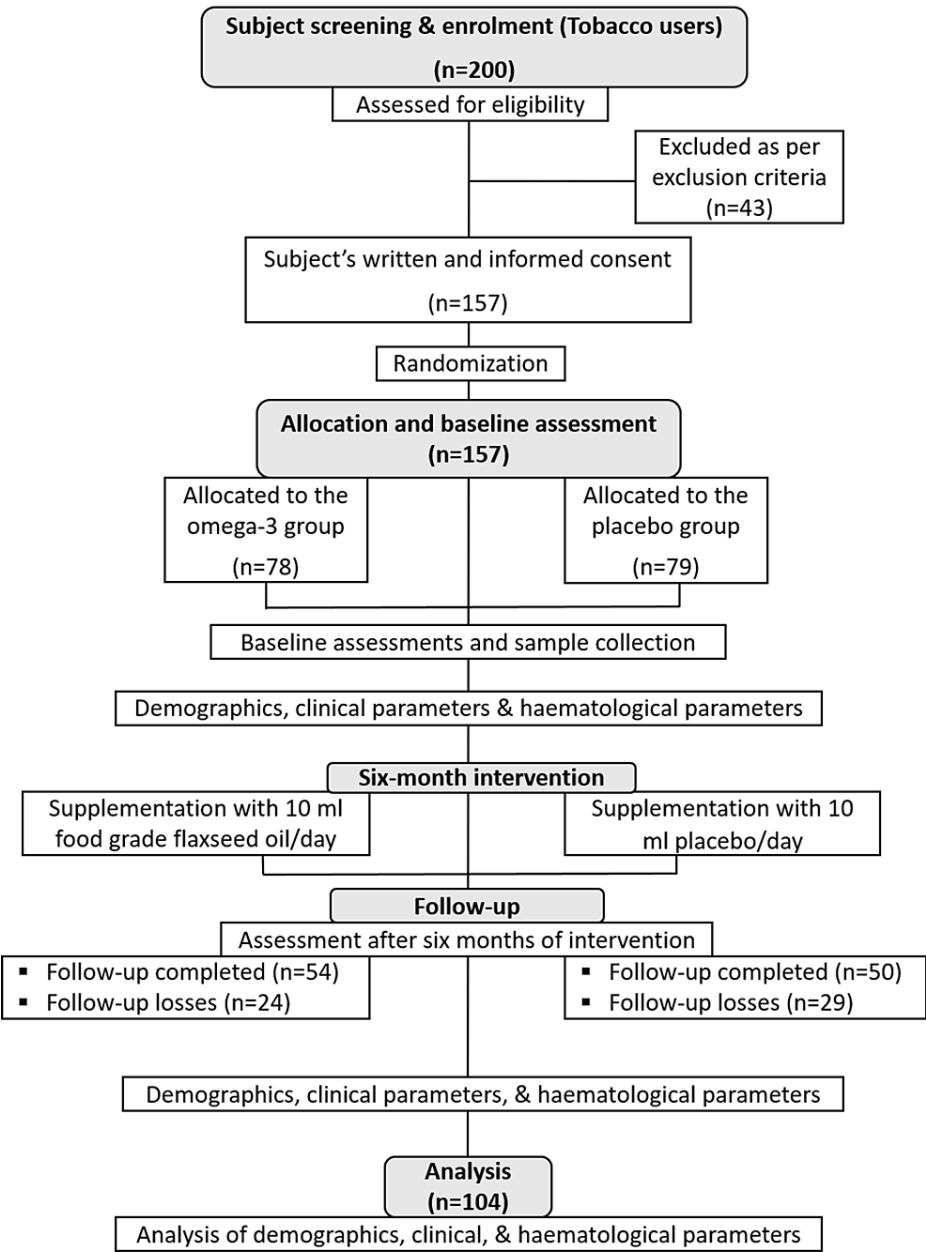 Subject screening & enrolment (Tobacco users)
(n=200)
Assessed for eligibility
Excluded as per
exclusion criteria
(n=43)
Subject's written and informed consent
(n=157)
Randomization
Allocation and baseline assessment
(n=157)
Allocated to the
omega-3 group
(n=78)
Allocated to the
placebo group
(n=79)
Baseline assessments and sample collection
Demographics, clinical parameters & haematological parameters
Six-month intervention
Supplementation with 10 ml
food grade flaxseed oil/day
Supplementation with 10
ml placebo/day
Follow-up
Assessment after six months of intervention
▪ Follow-up completed (n=54)
▪ Follow-up losses (n=24)
▪ Follow-up completed (n=50)
▪ Follow-up losses (n=29)
Demographics, clinical parameters, & haematological parameters
Analysis
(n=104)
Analysis of demographics, clinical, & haematological parameters